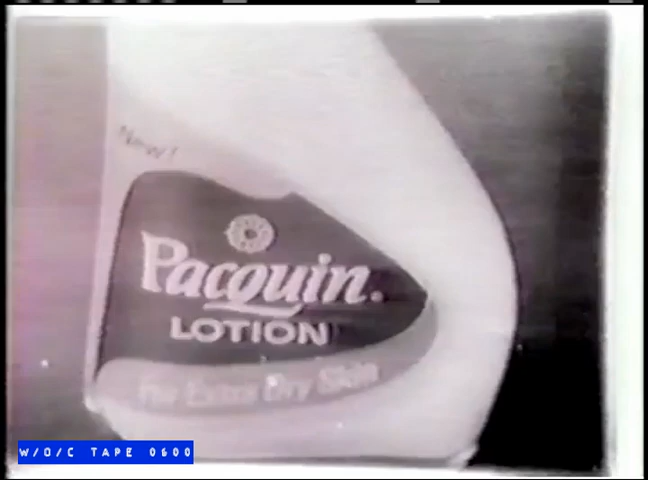 New!
Pacquin.
LOTION
For Extra Dry Skin
W/O/C TAPE 0600